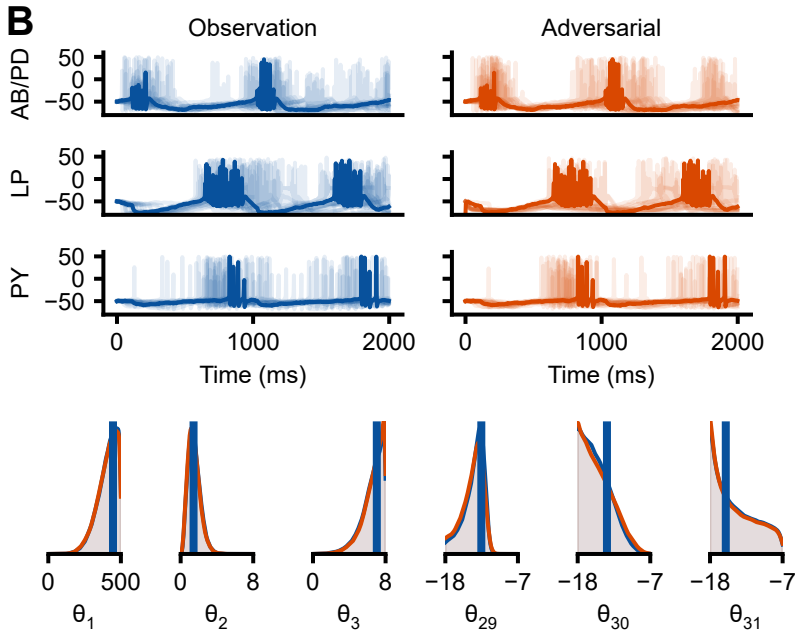 B
Observation Adversarial
AB/PD
50
0
−50
LP
50
0
−50
PY
50
0
−50
0 1000 2000 0 1000 2000
Time (ms) Time (ms)
0 500 0 8 0 8 −18 −7 −18 −7 −18 −7
θ1 θ2 θ3 θ29 θ30 θ31